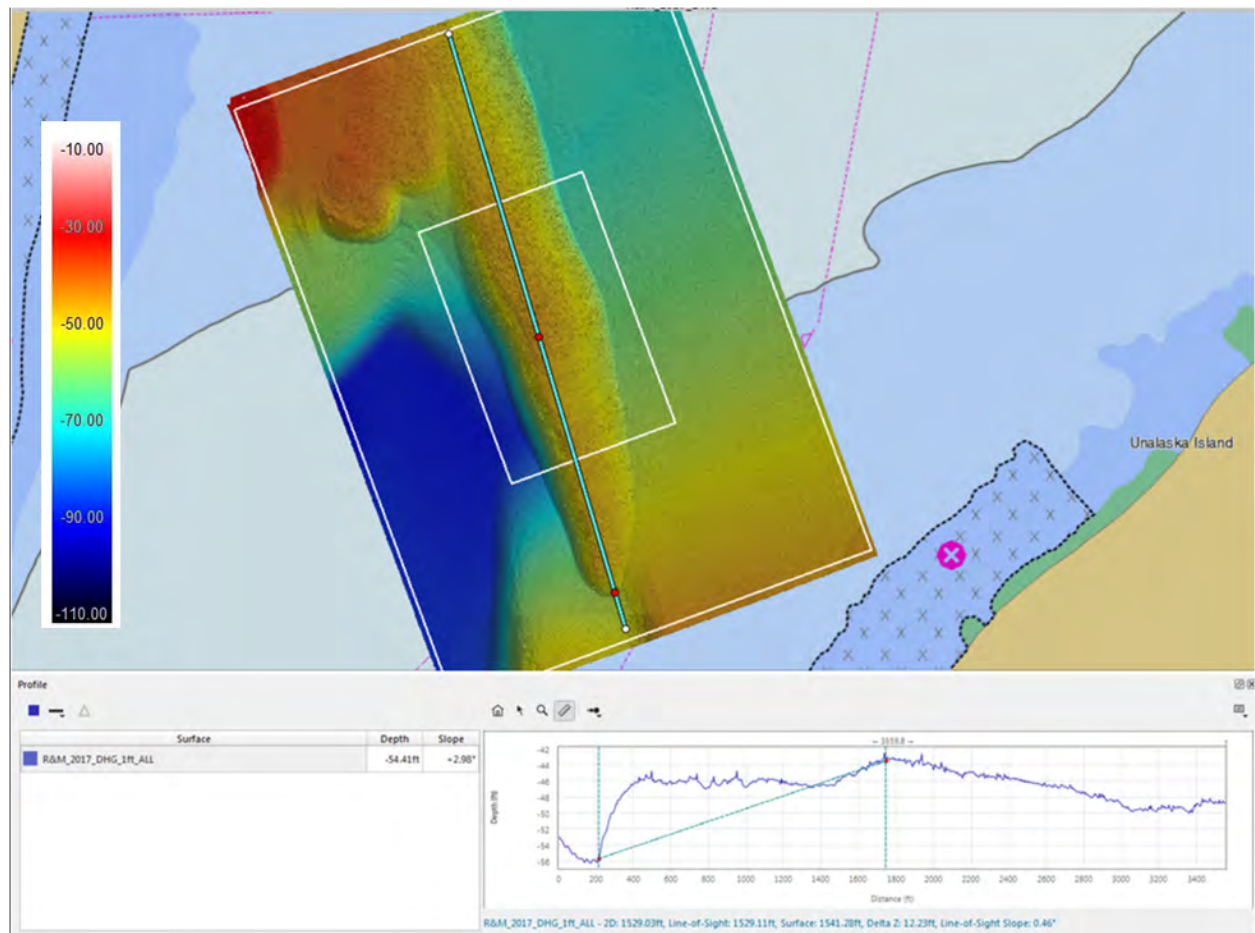 -10.00
-30.00
-50.00
-70.00
-90.00
-110.00
Unalaska Island
Profile
Surface Depth Slope
R&M_2017_DHG_1ft_ALL -54.41ft +2.98°
-42
-44
-46
-48
-50
-52
-54
-56
Depth (ft)
0 200 400 600 800 1000 1200 1400 1600 1800 2000 2200 2400 2600 2800 3000 3200 3400
Distance (ft)
R&M_2017_DHG_1ft_ALL - 2D: 1529.03ft, Line-of-Sight: 1529.11ft, Surface: 1541.28ft, Delta Z: 12.23ft, Line-of-Sight Slope: 0.46°